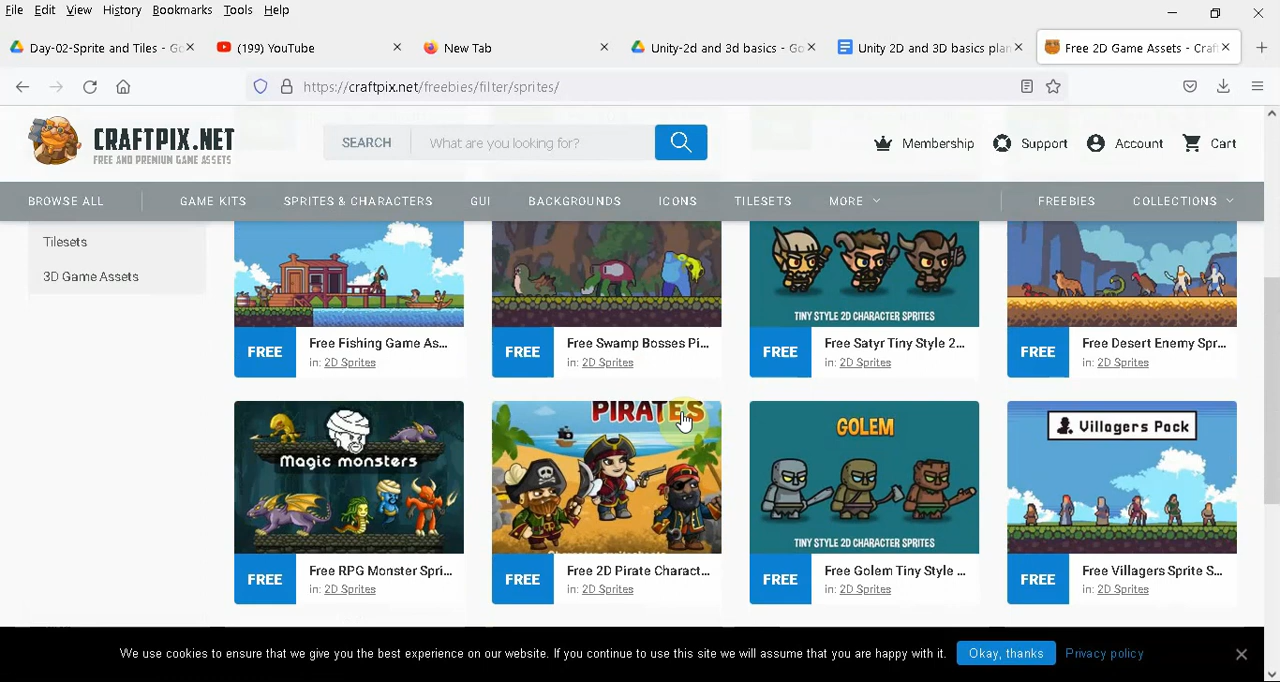 File Edit View History Bookmarks Tools Help
Day-02-Sprite and Tiles - Go
(199) YouTube
New Tab
Unity-2d and 3d basics - Go
Unity 2D and 3D basics plan
Free 2D Game Assets - Craf
https://craftpix.net/freebies/filter/sprites/
CRAFTPIX.NET
FREE AND PREMIUM GAME ASSETS
SEARCH What are you looking for?
Membership Support Account Cart
BROWSE ALL GAME KITS SPRITES & CHARACTERS GUI BACKGROUNDS ICONS TILESETS MORE FREEBIES COLLECTIONS
Tilesets
3D Game Assets
TINY STYLE 2D CHARACTER SPRITES
FREE Free Fishing Game As...
in: 2D Sprites
FREE Free Swamp Bosses Pi...
in: 2D Sprites
FREE Free Satyr Tiny Style 2...
in: 2D Sprites
FREE Free Desert Enemy Spr...
in: 2D Sprites
Magic monsters
PIRATES
GOLEM
TINY STYLE 2D CHARACTER SPRITES
Villagers Pack
FREE Free RPG Monster Spri...
in: 2D Sprites
FREE Free 2D Pirate Charact...
in: 2D Sprites
FREE Free Golem Tiny Style ...
in: 2D Sprites
FREE Free Villagers Sprite S...
in: 2D Sprites
We use cookies to ensure that we give you the best experience on our website. If you continue to use this site we will assume that you are happy with it. Okay, thanks Privacy policy